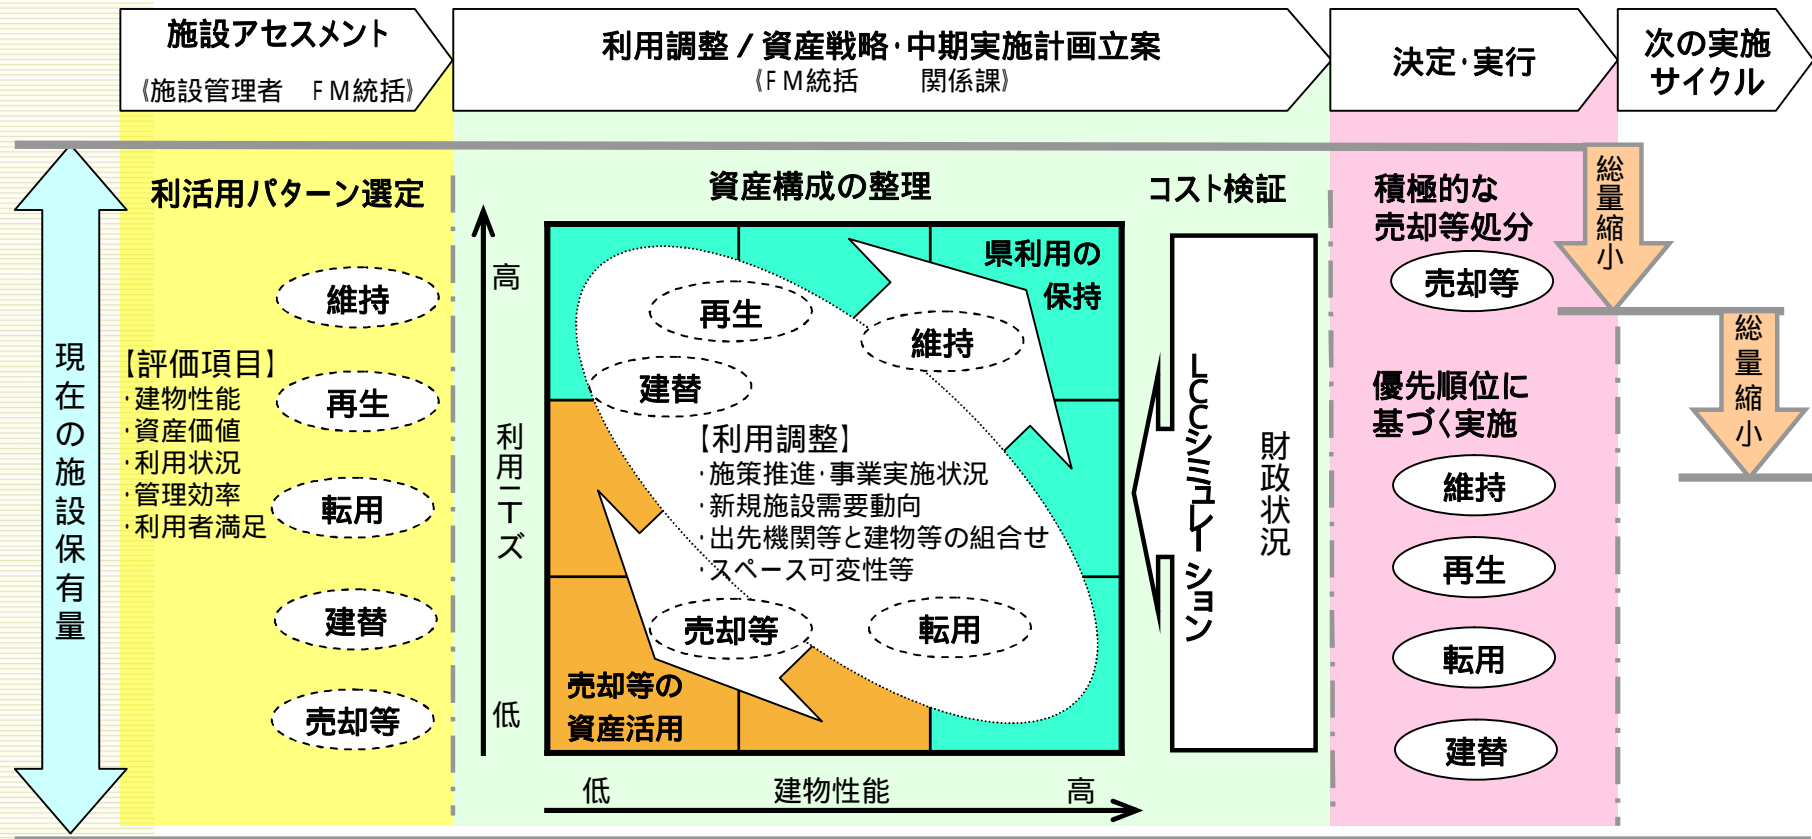 施設アセスメント
《施設管理者　FM統括》
利用調整 / 資産戦略・中期実施計画立案
《FM統括　関係課》
決定・実行
次の実施
サイクル
現在の施設保有量
利活用パターン選定
維持
【評価項目】
・建物性能
・資産価値
・利用状況
・管理効率
・利用者満足
再生
転用
建替
売却等
資産構成の整理
高
利用ニーズ
低
県利用の
保持
再生
維持
建替
【利用調整】
・施策推進・事業実施状況
・新規施設需要動向
・出先機関等と建物等の組合せ
・スペース可変性等
売却等
転用
売却等の
資産活用
低
建物性能
高
コスト検証
LCCシミュレーション
財政状況
積極的な
売却等処分
売却等
優先順位に
基づく実施
維持
再生
転用
建替
総量縮小
総量縮小